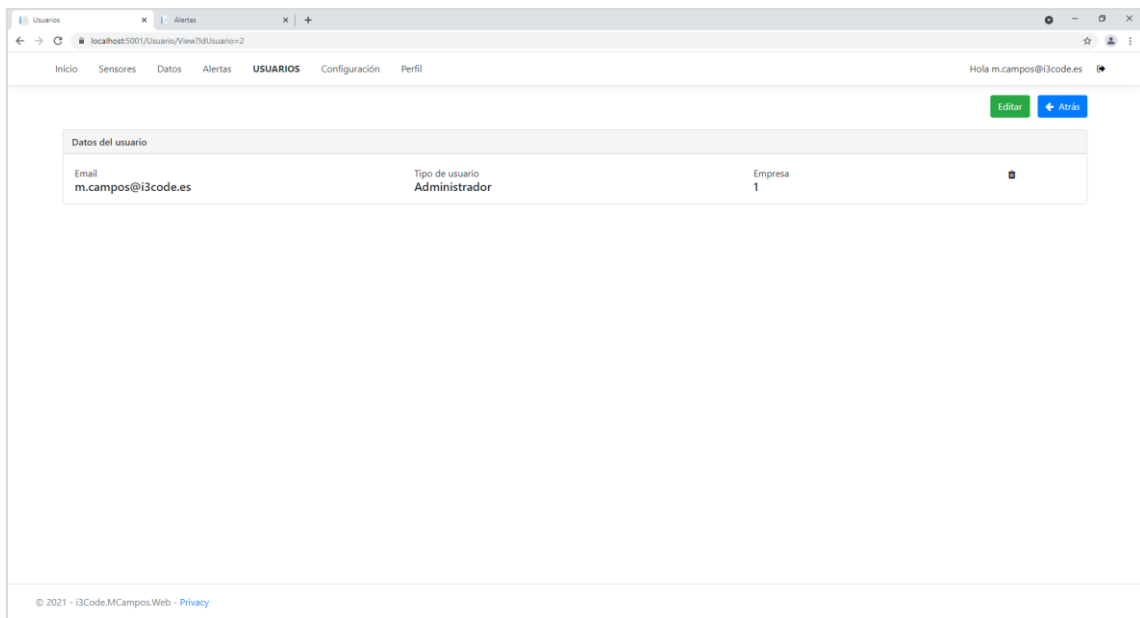 Usuarios Alertas
localhost:5001/Usuario/View?IdUsuario=2
Inicio Sensores Datos Alertas USUARIOS Configuración Perfil Hola m.campos@i3code.es
Editar Atrás
Datos del usuario
Email Tipo de usuario Empresa
m.campos@i3code.es Administrador 1
© 2021 - i3Code.MCampos.Web - Privacy